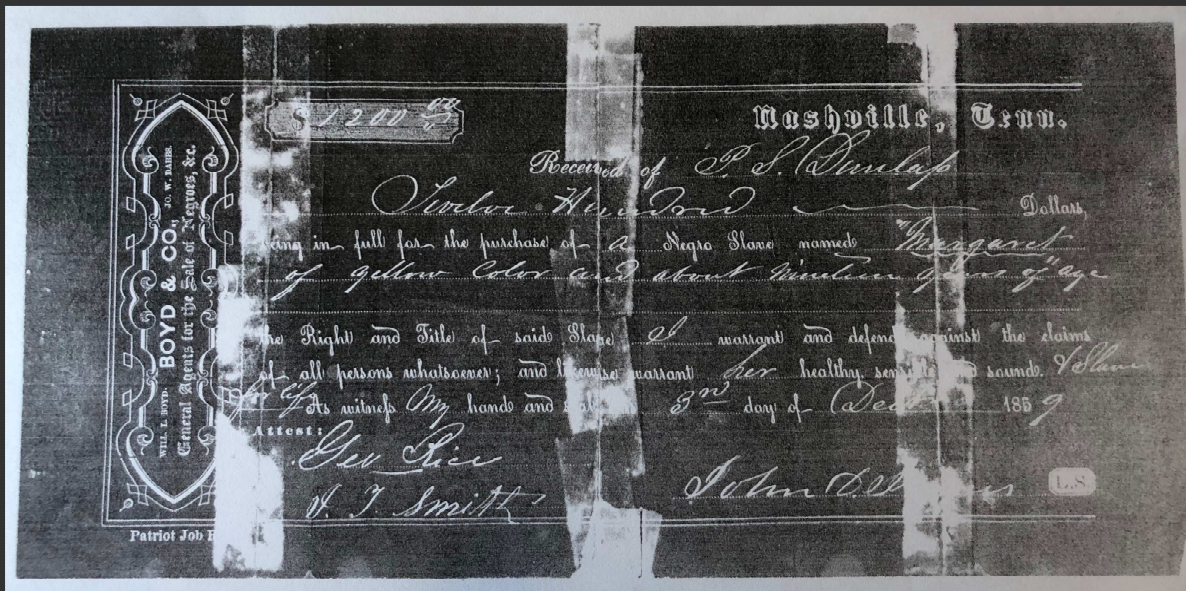 WILL L. BOYD. JO. W. BABBS.
BOYD & CO.,
General Agents for the Sale of Negroes, &c.
$ 1200 00
Nashville, Tenn.
Received of P. S. Dunlap
Twelve Hundred Dollars,
being in full for the purchase of a Negro Slave named "Margaret"
of yellow color and about nineteen years of age
the Right and Title of said Slave I warrant and defend against the claims
of all persons whatsoever; and likewise warrant her healthy, sensible and sound. & Slave
for life As witness My hand and 3rd day of Dec 1859
Attest:
Geo Rice
J. T. Smith
John L.S.
Patriot Job